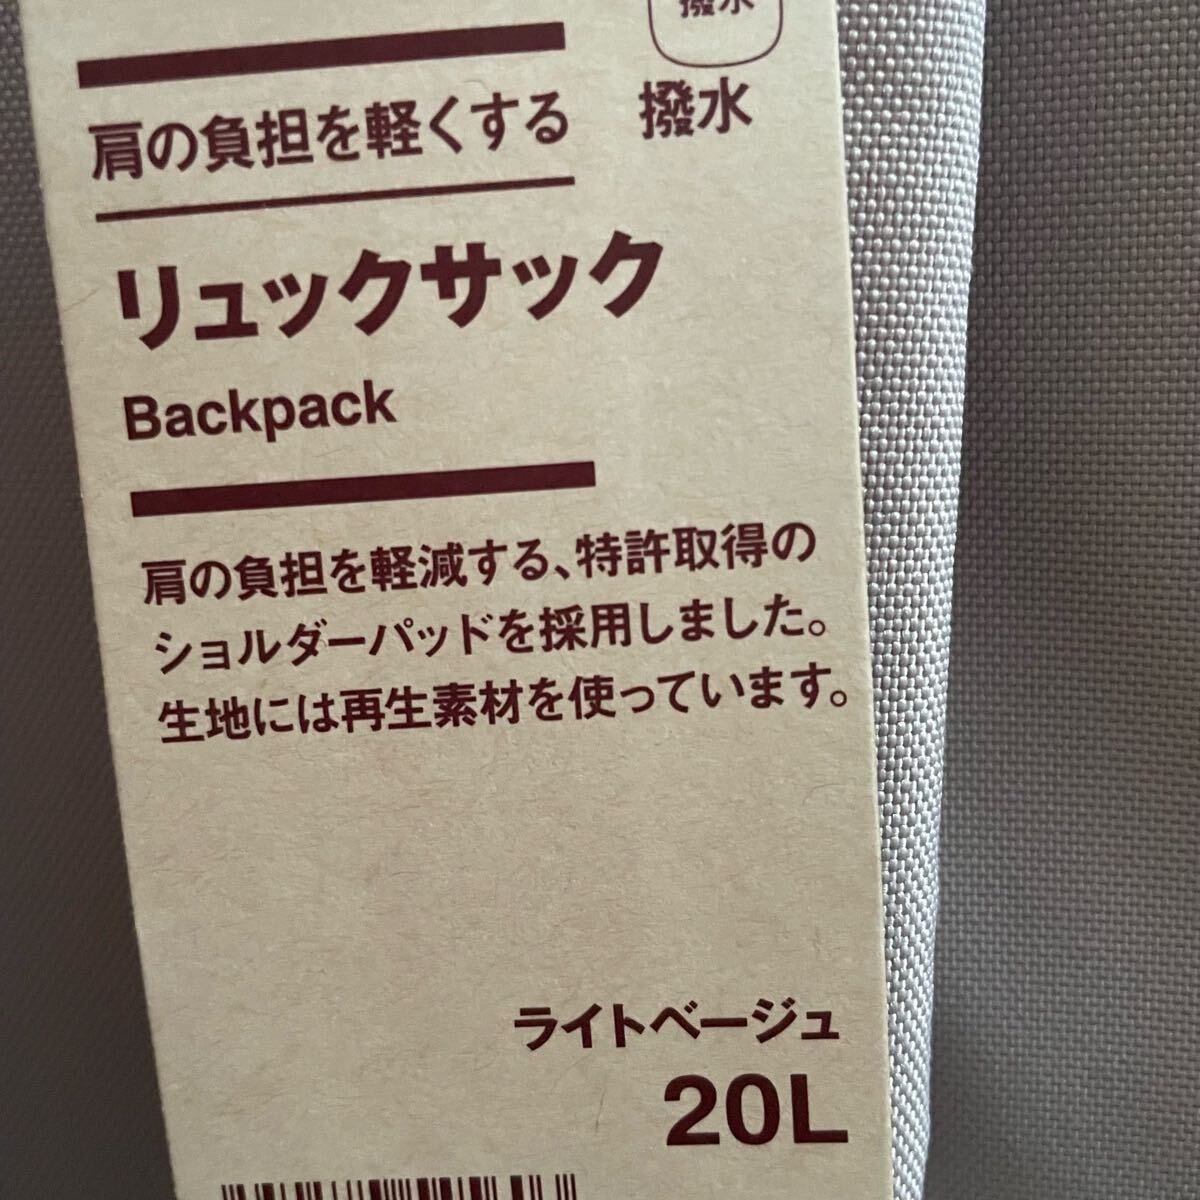 撥水
撥水
肩の負担を軽くする
リュックサック
Backpack
肩の負担を軽減する、特許取得の
ショルダーパッドを採用しました。
生地には再生素材を使っています。
ライトベージュ
20L